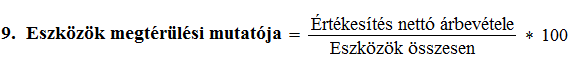 9. Eszközök megtérülési mutatója = Értékesítés nettó árbevétele / Eszközök összesen * 100